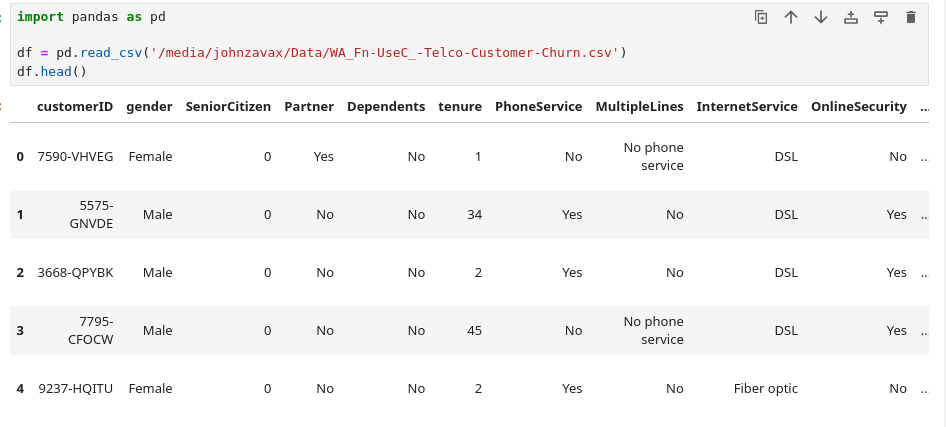 import pandas as pd
df = pd.read_csv('/media/johnzavax/Data/WA_Fn-UseC_-Telco-Customer-Churn.csv')
df.head()
customerID gender SeniorCitizen Partner Dependents tenure PhoneService MultipleLines InternetService OnlineSecurity ...
0 7590-VHVEG Female 0 Yes No 1 No No phone service DSL No ...
1 5575-GNVDE Male 0 No No 34 Yes No DSL Yes ...
2 3668-QPYBK Male 0 No No 2 Yes No DSL Yes ...
3 7795-CFOCW Male 0 No No 45 No No phone service DSL Yes ...
4 9237-HQITU Female 0 No No 2 Yes No Fiber optic No ...